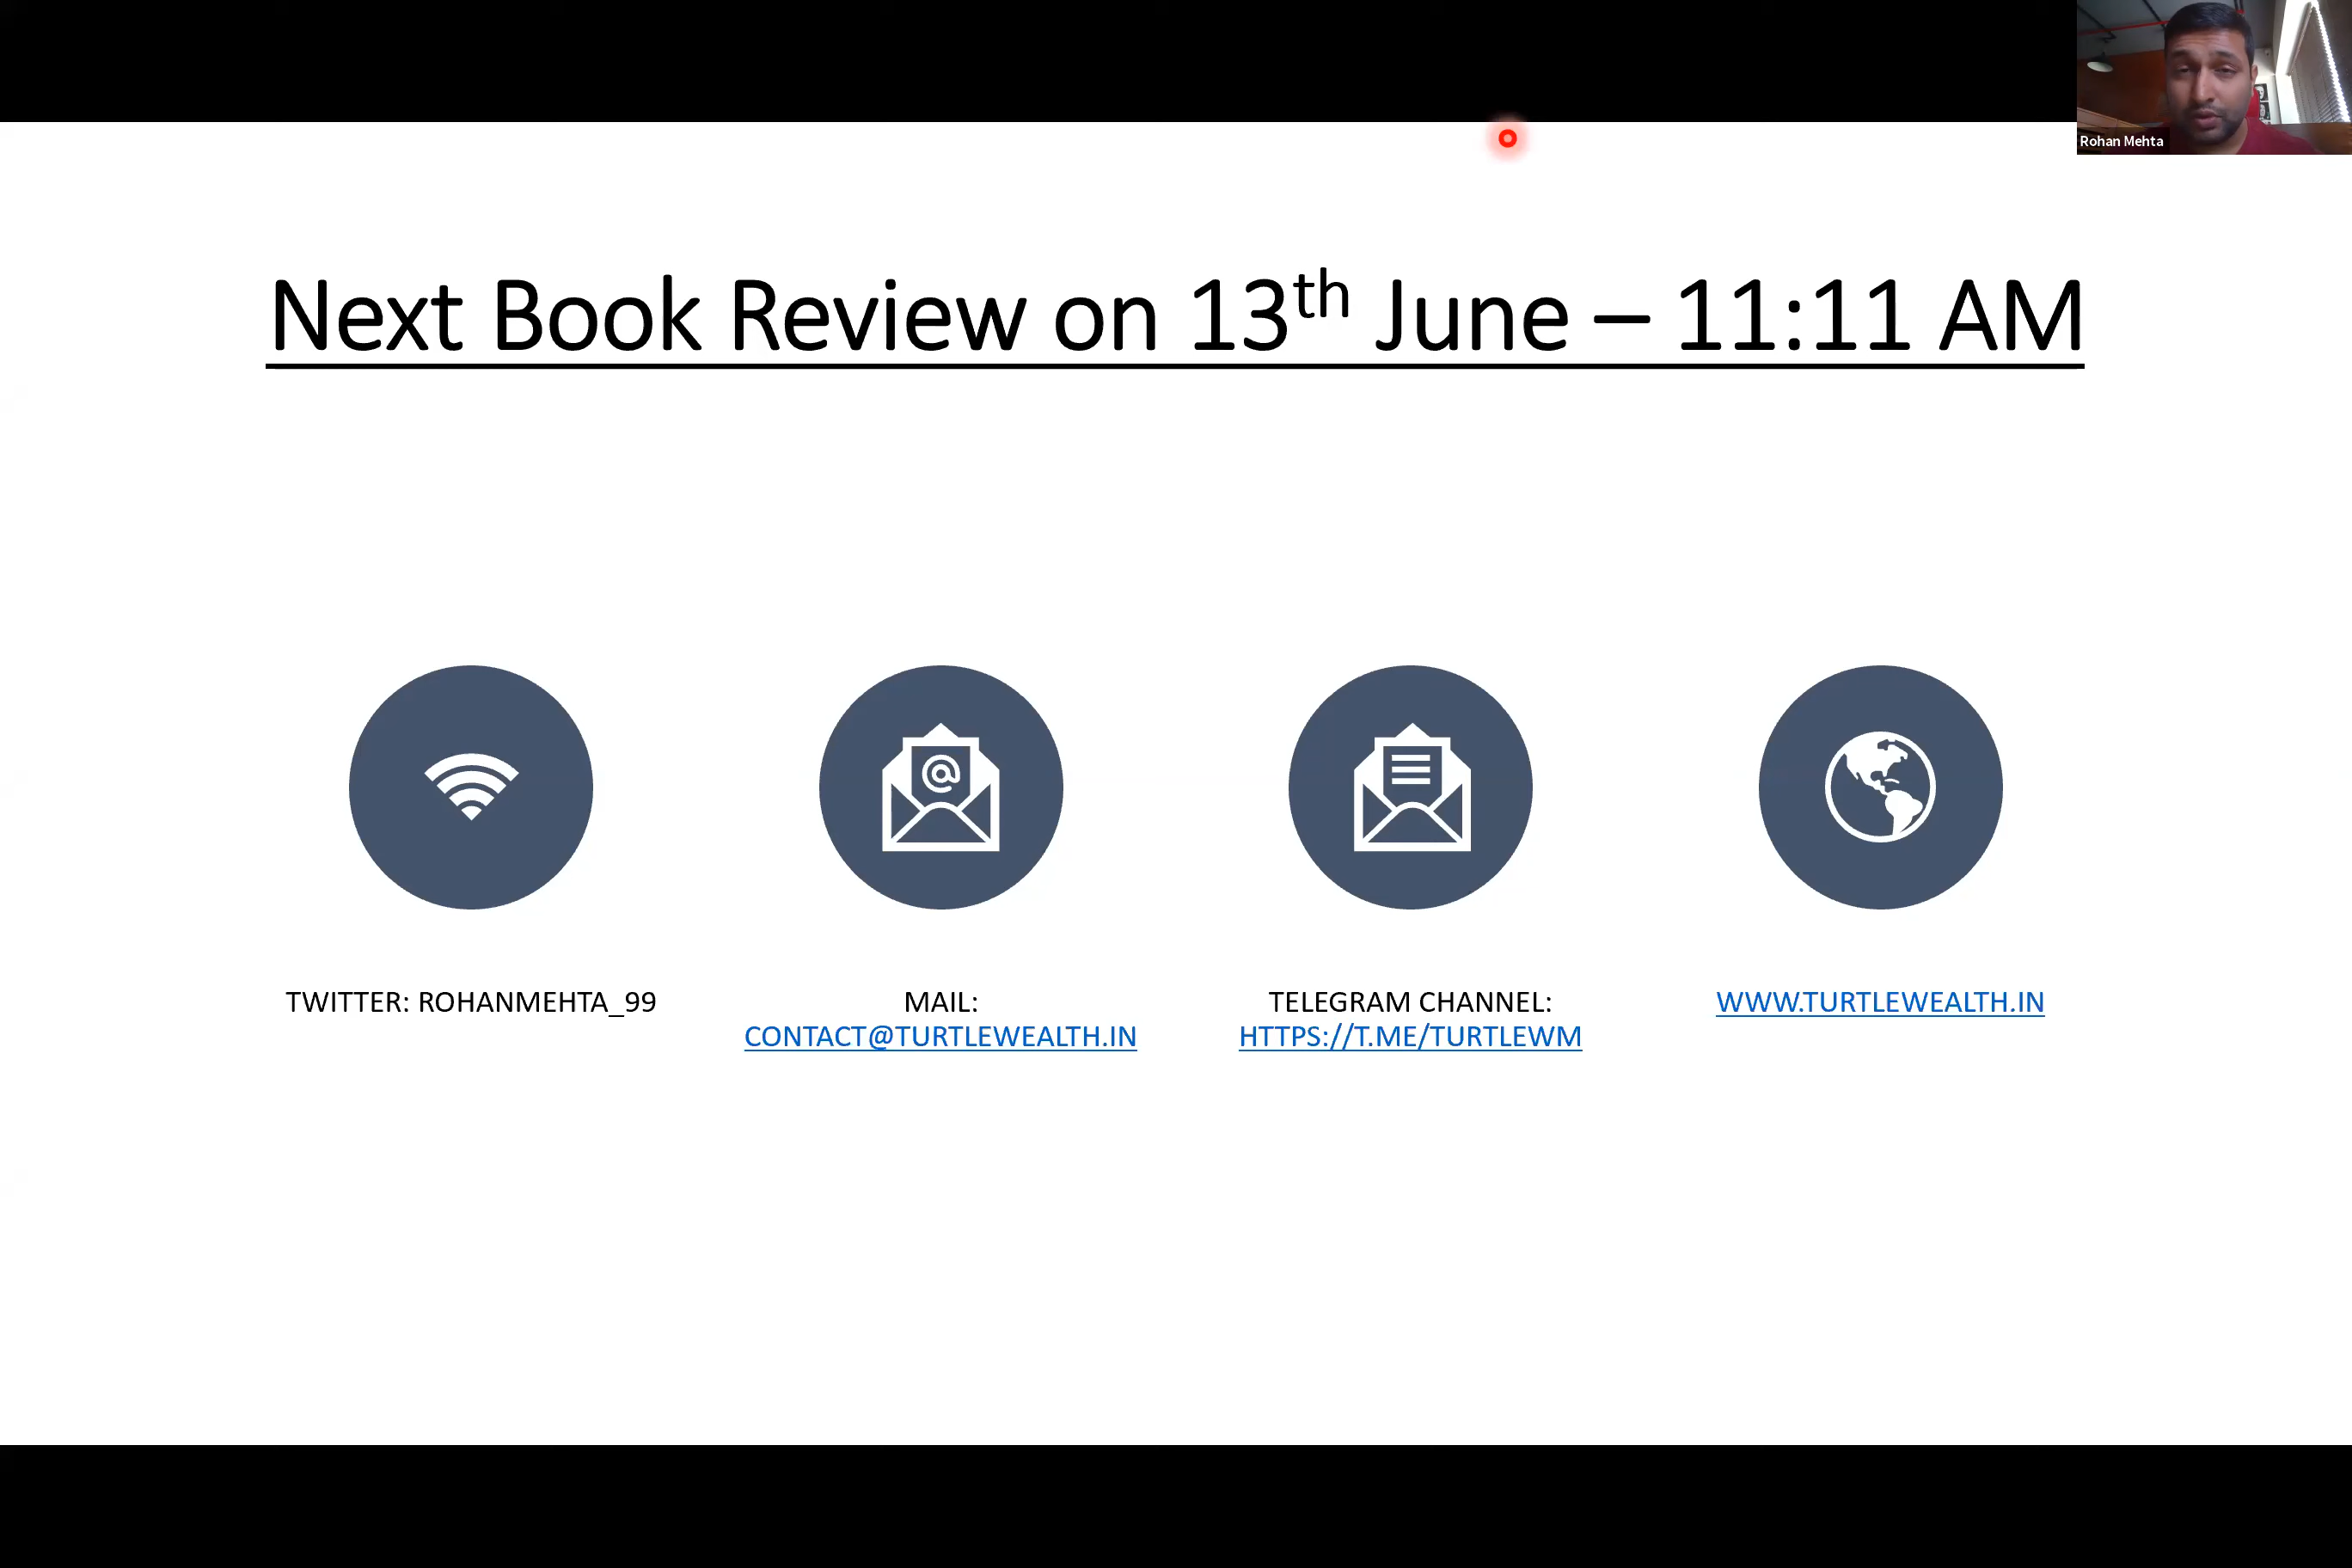 Rohan Mehta
Next Book Review on 13th June – 11:11 AM
TWITTER: ROHANMEHTA_99
MAIL:
CONTACT@TURTLEWEALTH.IN
TELEGRAM CHANNEL:
HTTPS://T.ME/TURTLEWM
WWW.TURTLEWEALTH.IN